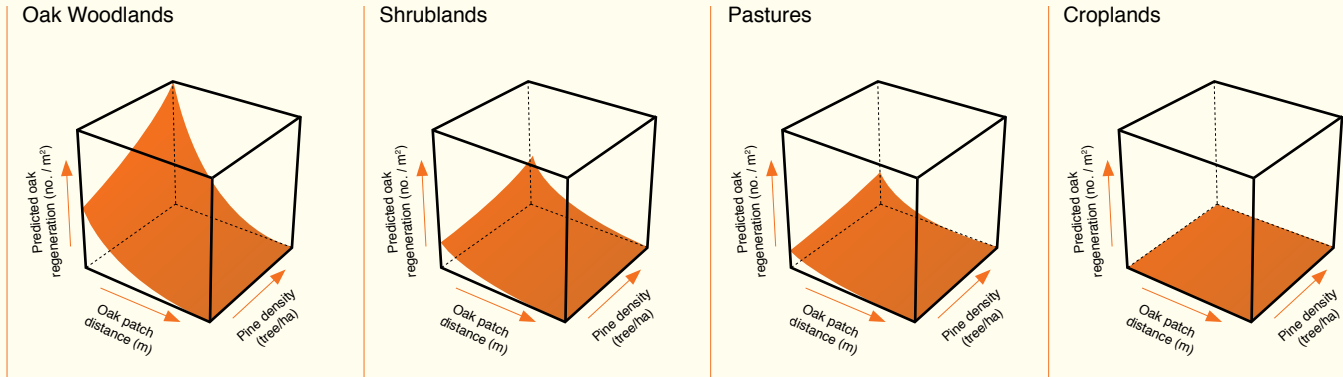 Oak Woodlands
Predicted oak
regeneration (no. / m²)
Oak patch
distance (m)
Pine density
(tree/ha)
Shrublands
Predicted oak
regeneration (no. / m²)
Oak patch
distance (m)
Pine density
(tree/ha)
Pastures
Predicted oak
regeneration (no. / m²)
Oak patch
distance (m)
Pine density
(tree/ha)
Croplands
Predicted oak
regeneration (no. / m²)
Oak patch
distance (m)
Pine density
(tree/ha)